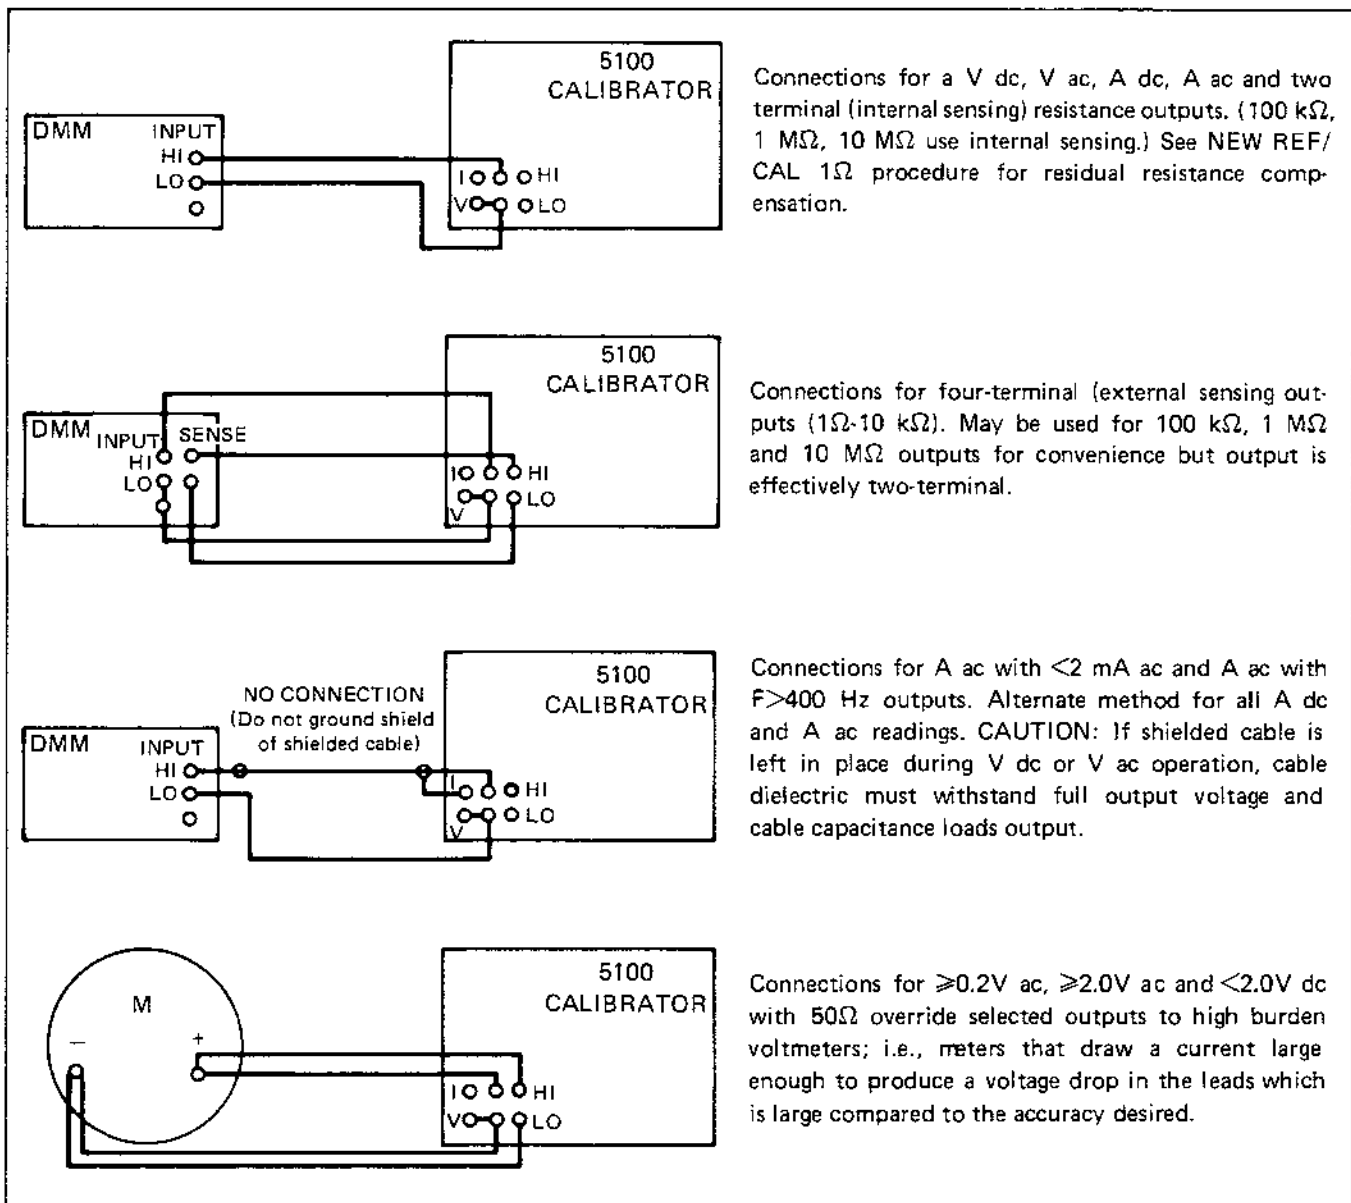 5100
CALIBRATOR
DMM
INPUT
HI
LO
I HI
V LO
Connections for a V dc, V ac, A dc, A ac and two
terminal (internal sensing) resistance outputs. (100 kΩ,
1 MΩ, 10 MΩ use internal sensing.) See NEW REF/
CAL 1Ω procedure for residual resistance comp-
ensation.
5100
CALIBRATOR
DMM
INPUT SENSE
HI
LO
I HI
LO
V
Connections for four-terminal (external sensing out-
puts (1Ω-10 kΩ). May be used for 100 kΩ, 1 MΩ
and 10 MΩ outputs for convenience but output is
effectively two-terminal.
5100
CALIBRATOR
NO CONNECTION
(Do not ground shield
of shielded cable)
DMM
INPUT
HI
LO
I HI
LO
V
Connections for A ac with <2 mA ac and A ac with
F>400 Hz outputs. Alternate method for all A dc
and A ac readings. CAUTION: If shielded cable is
left in place during V dc or V ac operation, cable
dielectric must withstand full output voltage and
cable capacitance loads output.
5100
CALIBRATOR
M
− +
I HI
V LO
Connections for ⩾0.2V ac, ⩾2.0V ac and <2.0V dc
with 50Ω override selected outputs to high burden
voltmeters; i.e., meters that draw a current large
enough to produce a voltage drop in the leads which
is large compared to the accuracy desired.